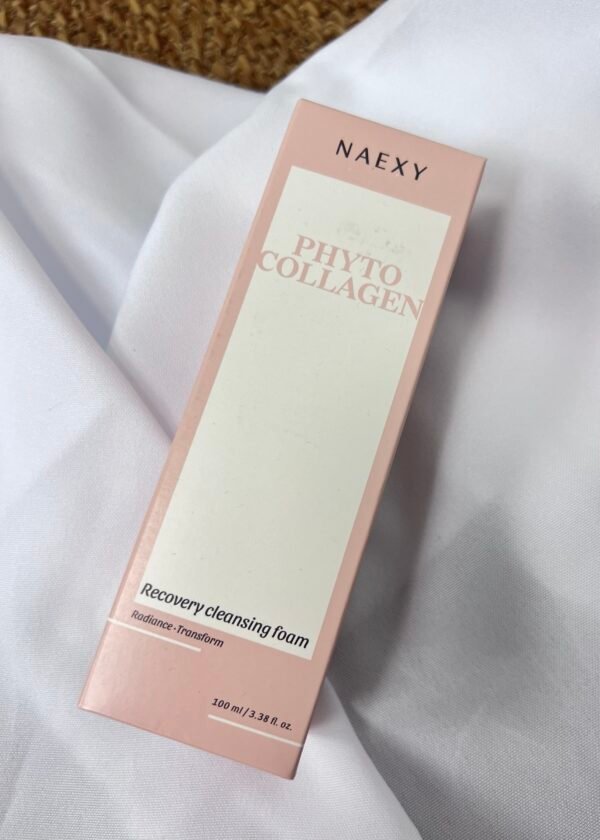 NAEXY
PHYTO
COLLAGEN
Recovery cleansing foam
Radiance·Transform
100 ml / 3.38 fl. oz.